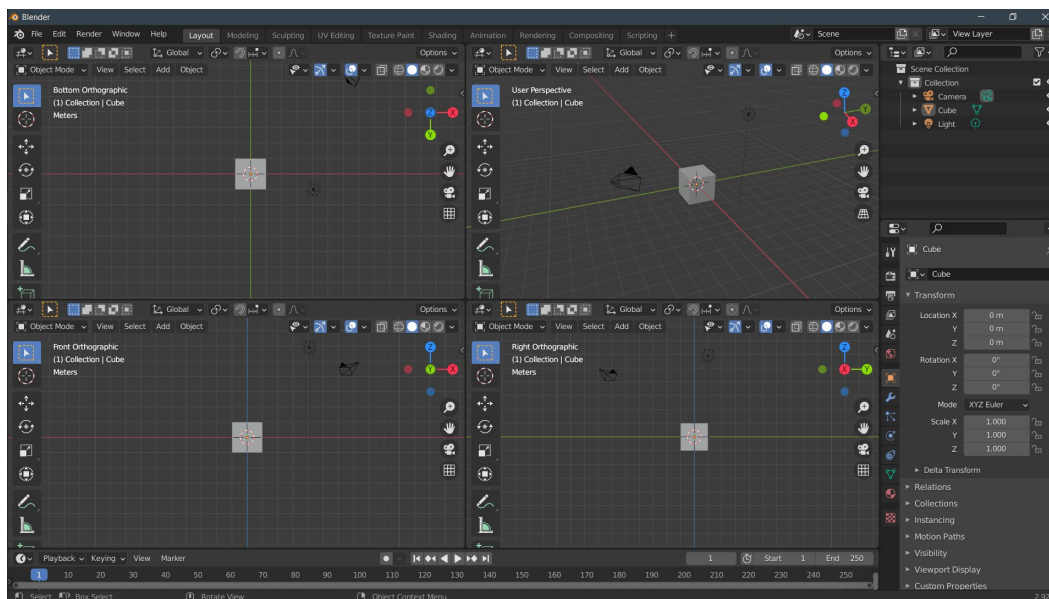 Blender
File Edit Render Window Help Layout Modeling Sculpting UV Editing Texture Paint Shading Animation Rendering Compositing Scripting + Scene View Layer
Global Options
Object Mode View Select Add Object
Bottom Orthographic
(1) Collection | Cube
Meters
Z X
Y
Global Options
Object Mode View Select Add Object
User Perspective
(1) Collection | Cube
Z
Y
X
Scene Collection
Collection
Camera
Cube
Light
Global Options
Object Mode View Select Add Object
Front Orthographic
(1) Collection | Cube
Meters
Z
Y X
Global Options
Object Mode View Select Add Object
Right Orthographic
(1) Collection | Cube
Meters
Z
X Y
Cube
Cube
Transform
Location X 0 m
Y 0 m
Z 0 m
Rotation X 0°
Y 0°
Z 0°
Mode XYZ Euler
Scale X 1.000
Y 1.000
Z 1.000
Delta Transform
Relations
Collections
Instancing
Motion Paths
Visibility
Viewport Display
Custom Properties
Playback Keying View Marker 1 Start 1 End 250
1 10 20 30 40 50 60 70 80 90 100 110 120 130 140 150 160 170 180 190 200 210 220 230 240 250
Select Box Select Rotate View Object Context Menu